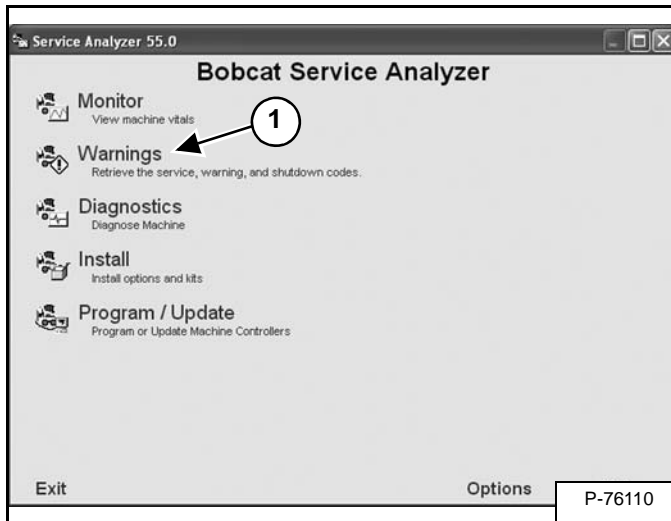 Service Analyzer 55.0
Bobcat Service Analyzer
Monitor
View machine vitals
1
Warnings
Retrieve the service, warning, and shutdown codes.
Diagnostics
Diagnose Machine
Install
Install options and kits
Program / Update
Program or Update Machine Controllers
Exit
Options
P-76110